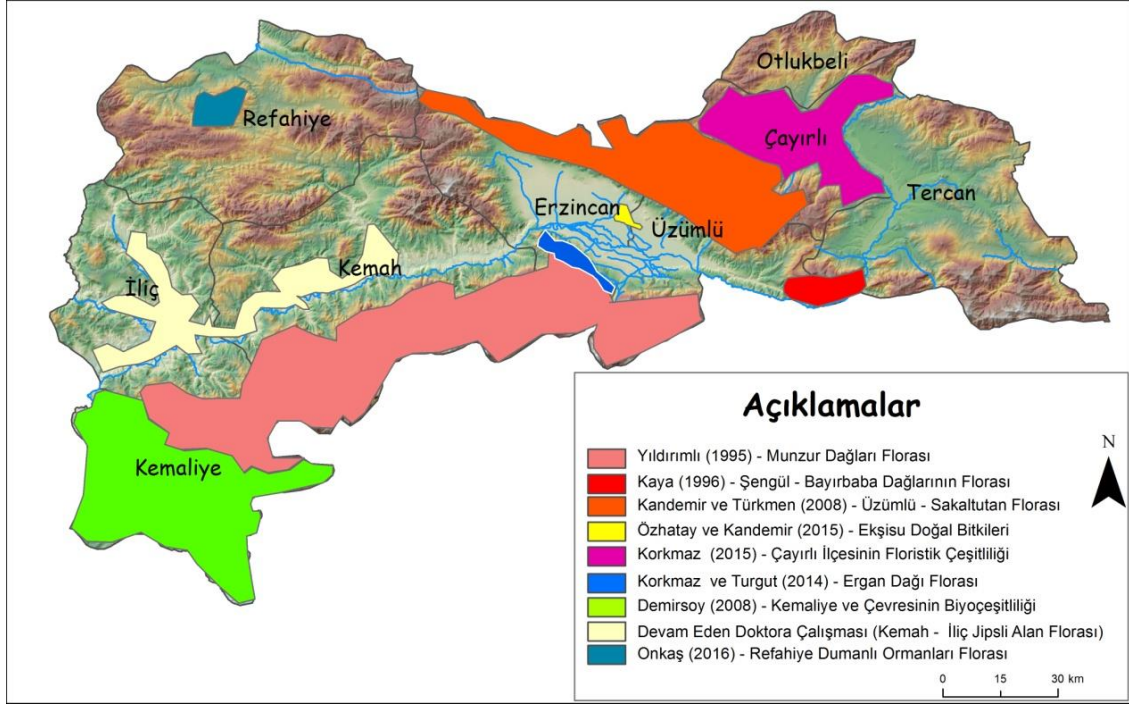 Otlukbeli
Refahiye
Çayırlı
Tercan
Erzincan
Üzümlü
Kemah
İliç
Kemaliye
Açıklamalar
N
Yıldırımlı (1995) - Munzur Dağları Florası
Kaya (1996) - Şengül - Bayırbaba Dağlarının Florası
Kandemir ve Türkmen (2008) - Üzümlü - Sakaltutan Florası
Özhatay ve Kandemir (2015) - Ekşisu Doğal Bitkileri
Korkmaz (2015) - Çayırlı İlçesinin Floristik Çeşitliliği
Korkmaz ve Turgut (2014) - Ergan Dağı Florası
Demirsoy (2008) - Kemaliye ve Çevresinin Biyoçeşitliliği
Devam Eden Doktora Çalışması (Kemah - İliç Jipsli Alan Florası)
Onkaş (2016) - Refahiye Dumanlı Ormanları Florası
0 15 30 km